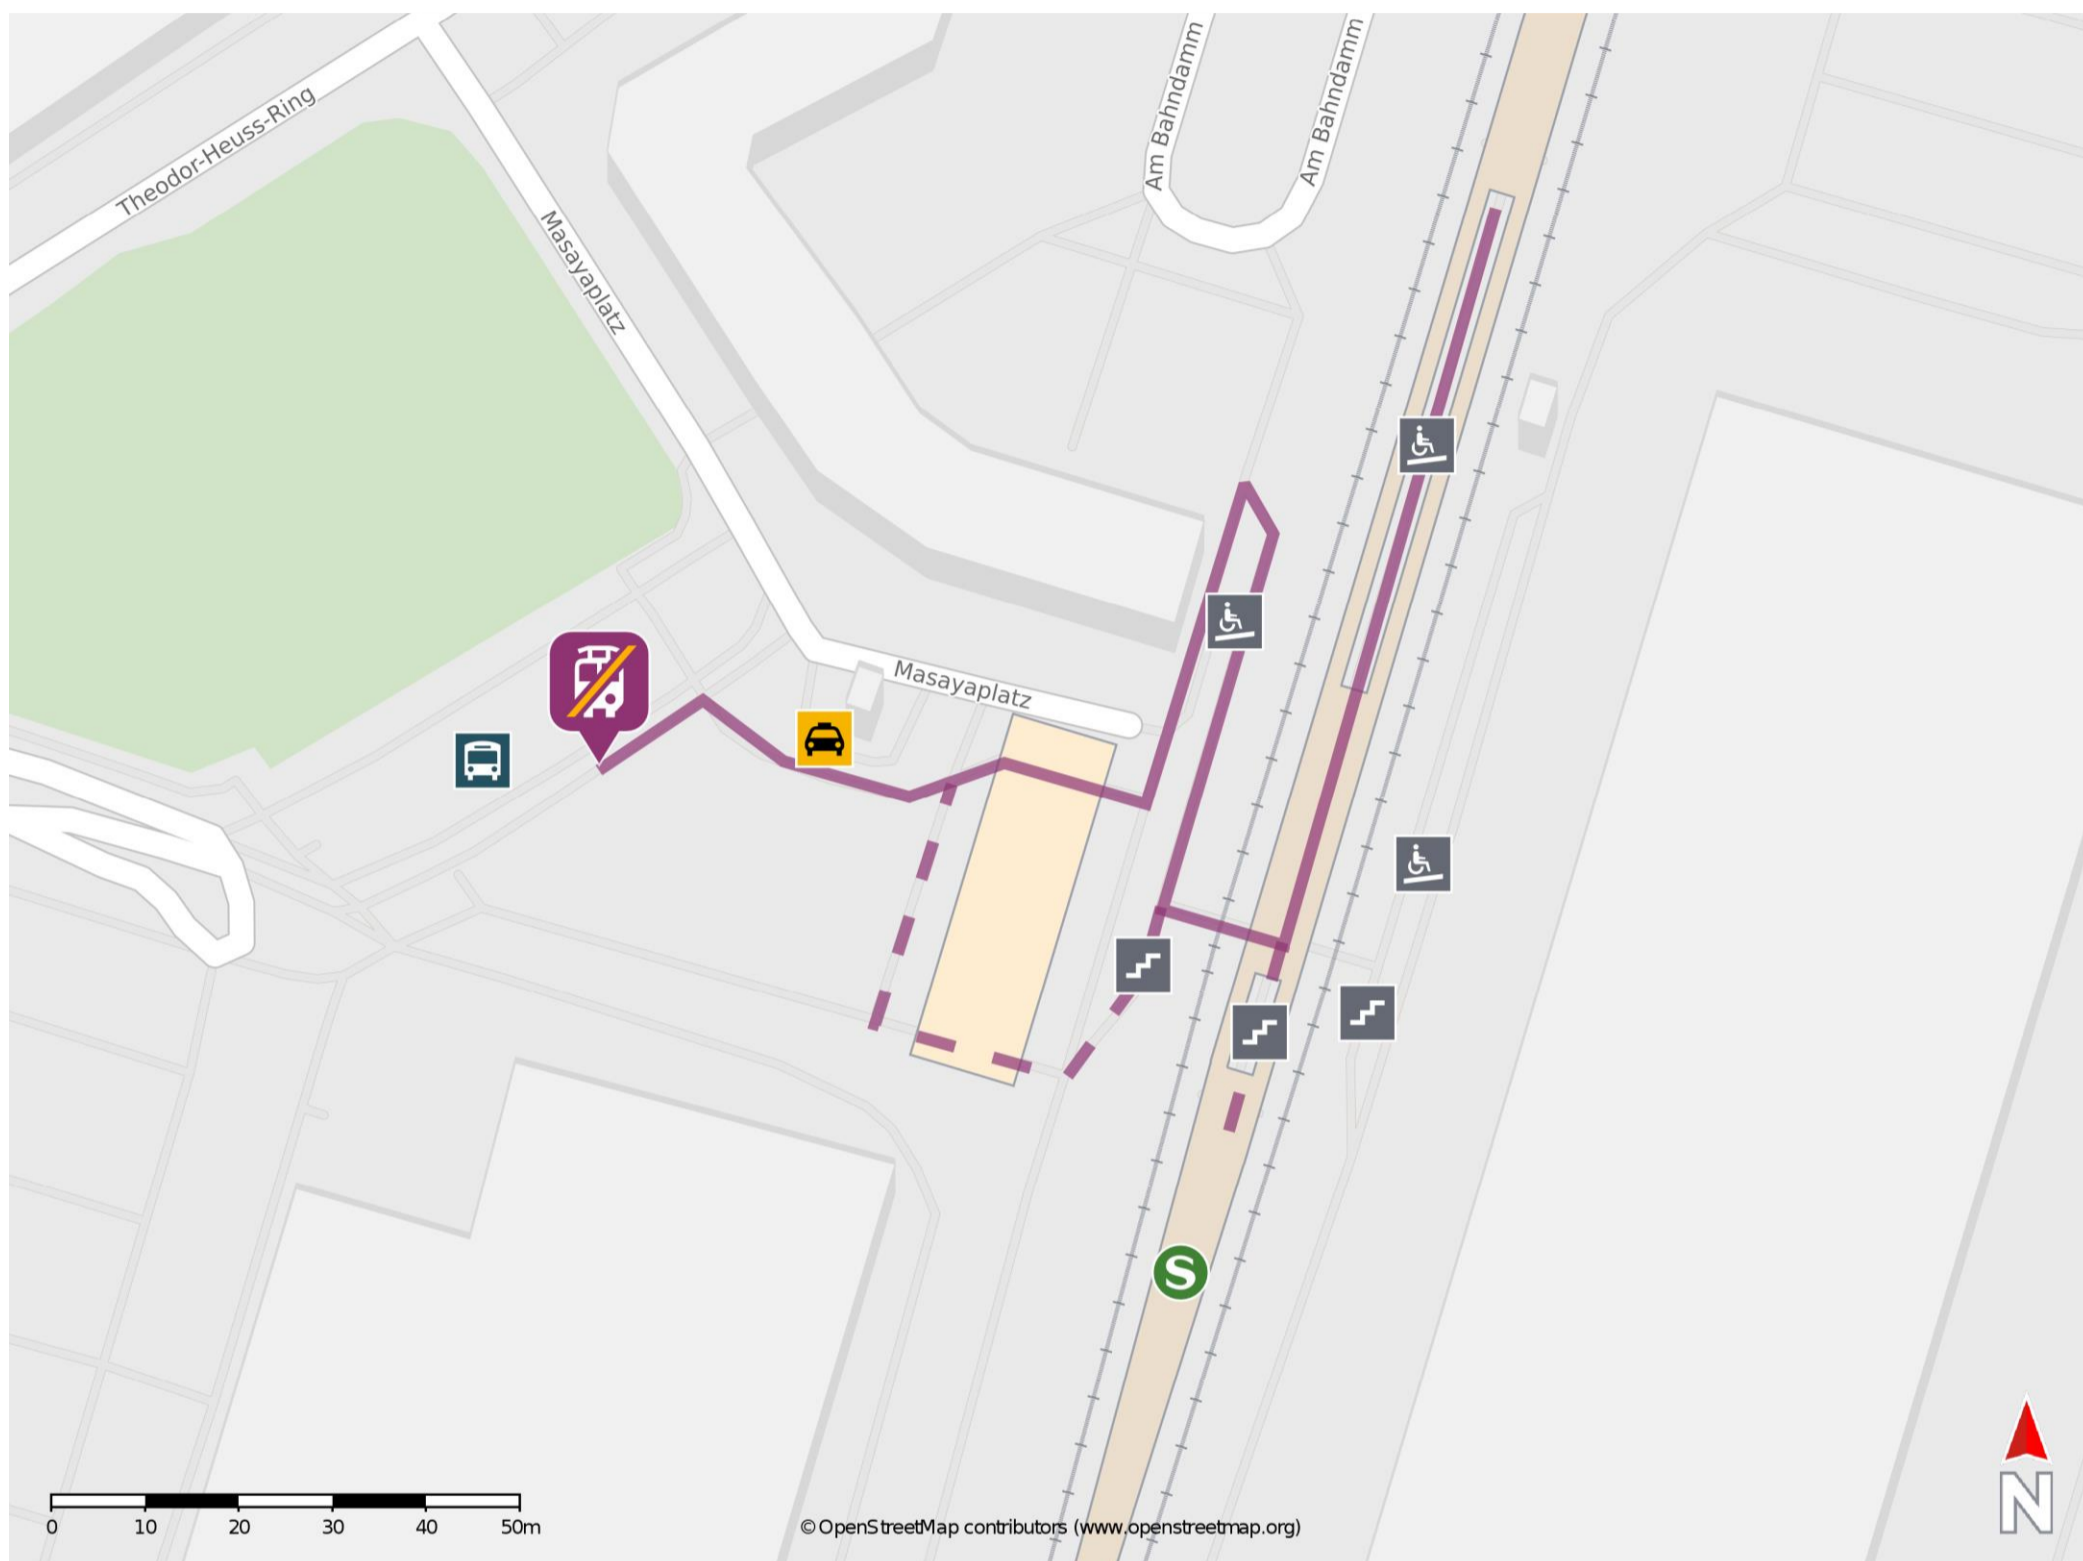 Theodor-Heuss-Ring
Masayaplatz
Am Bahndamm
Am Bahndamm
Masayaplatz
S
0 10 20 30 40 50m
© OpenStreetMap contributors (www.openstreetmap.org)
N